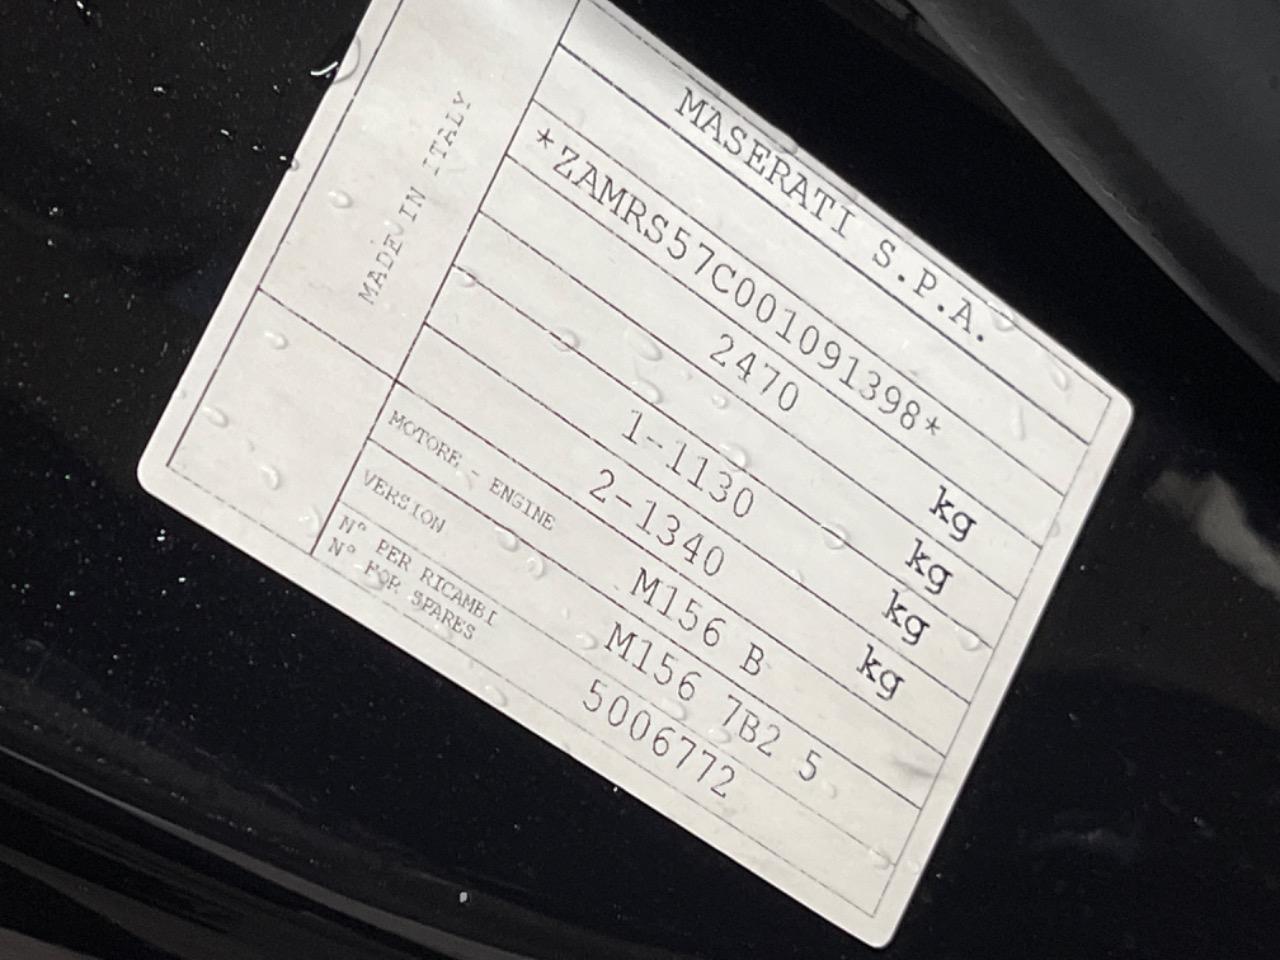 MASERATI S.P.A.
*ZAMRS57C001091398*
2470 kg
kg
1-1130 kg
2-1340 kg
MOTORE - ENGINE M156 B
VERSION M156 7B2 5
N° PER RICAMBI
N° FOR SPARES
5006772
MADE IN ITALY